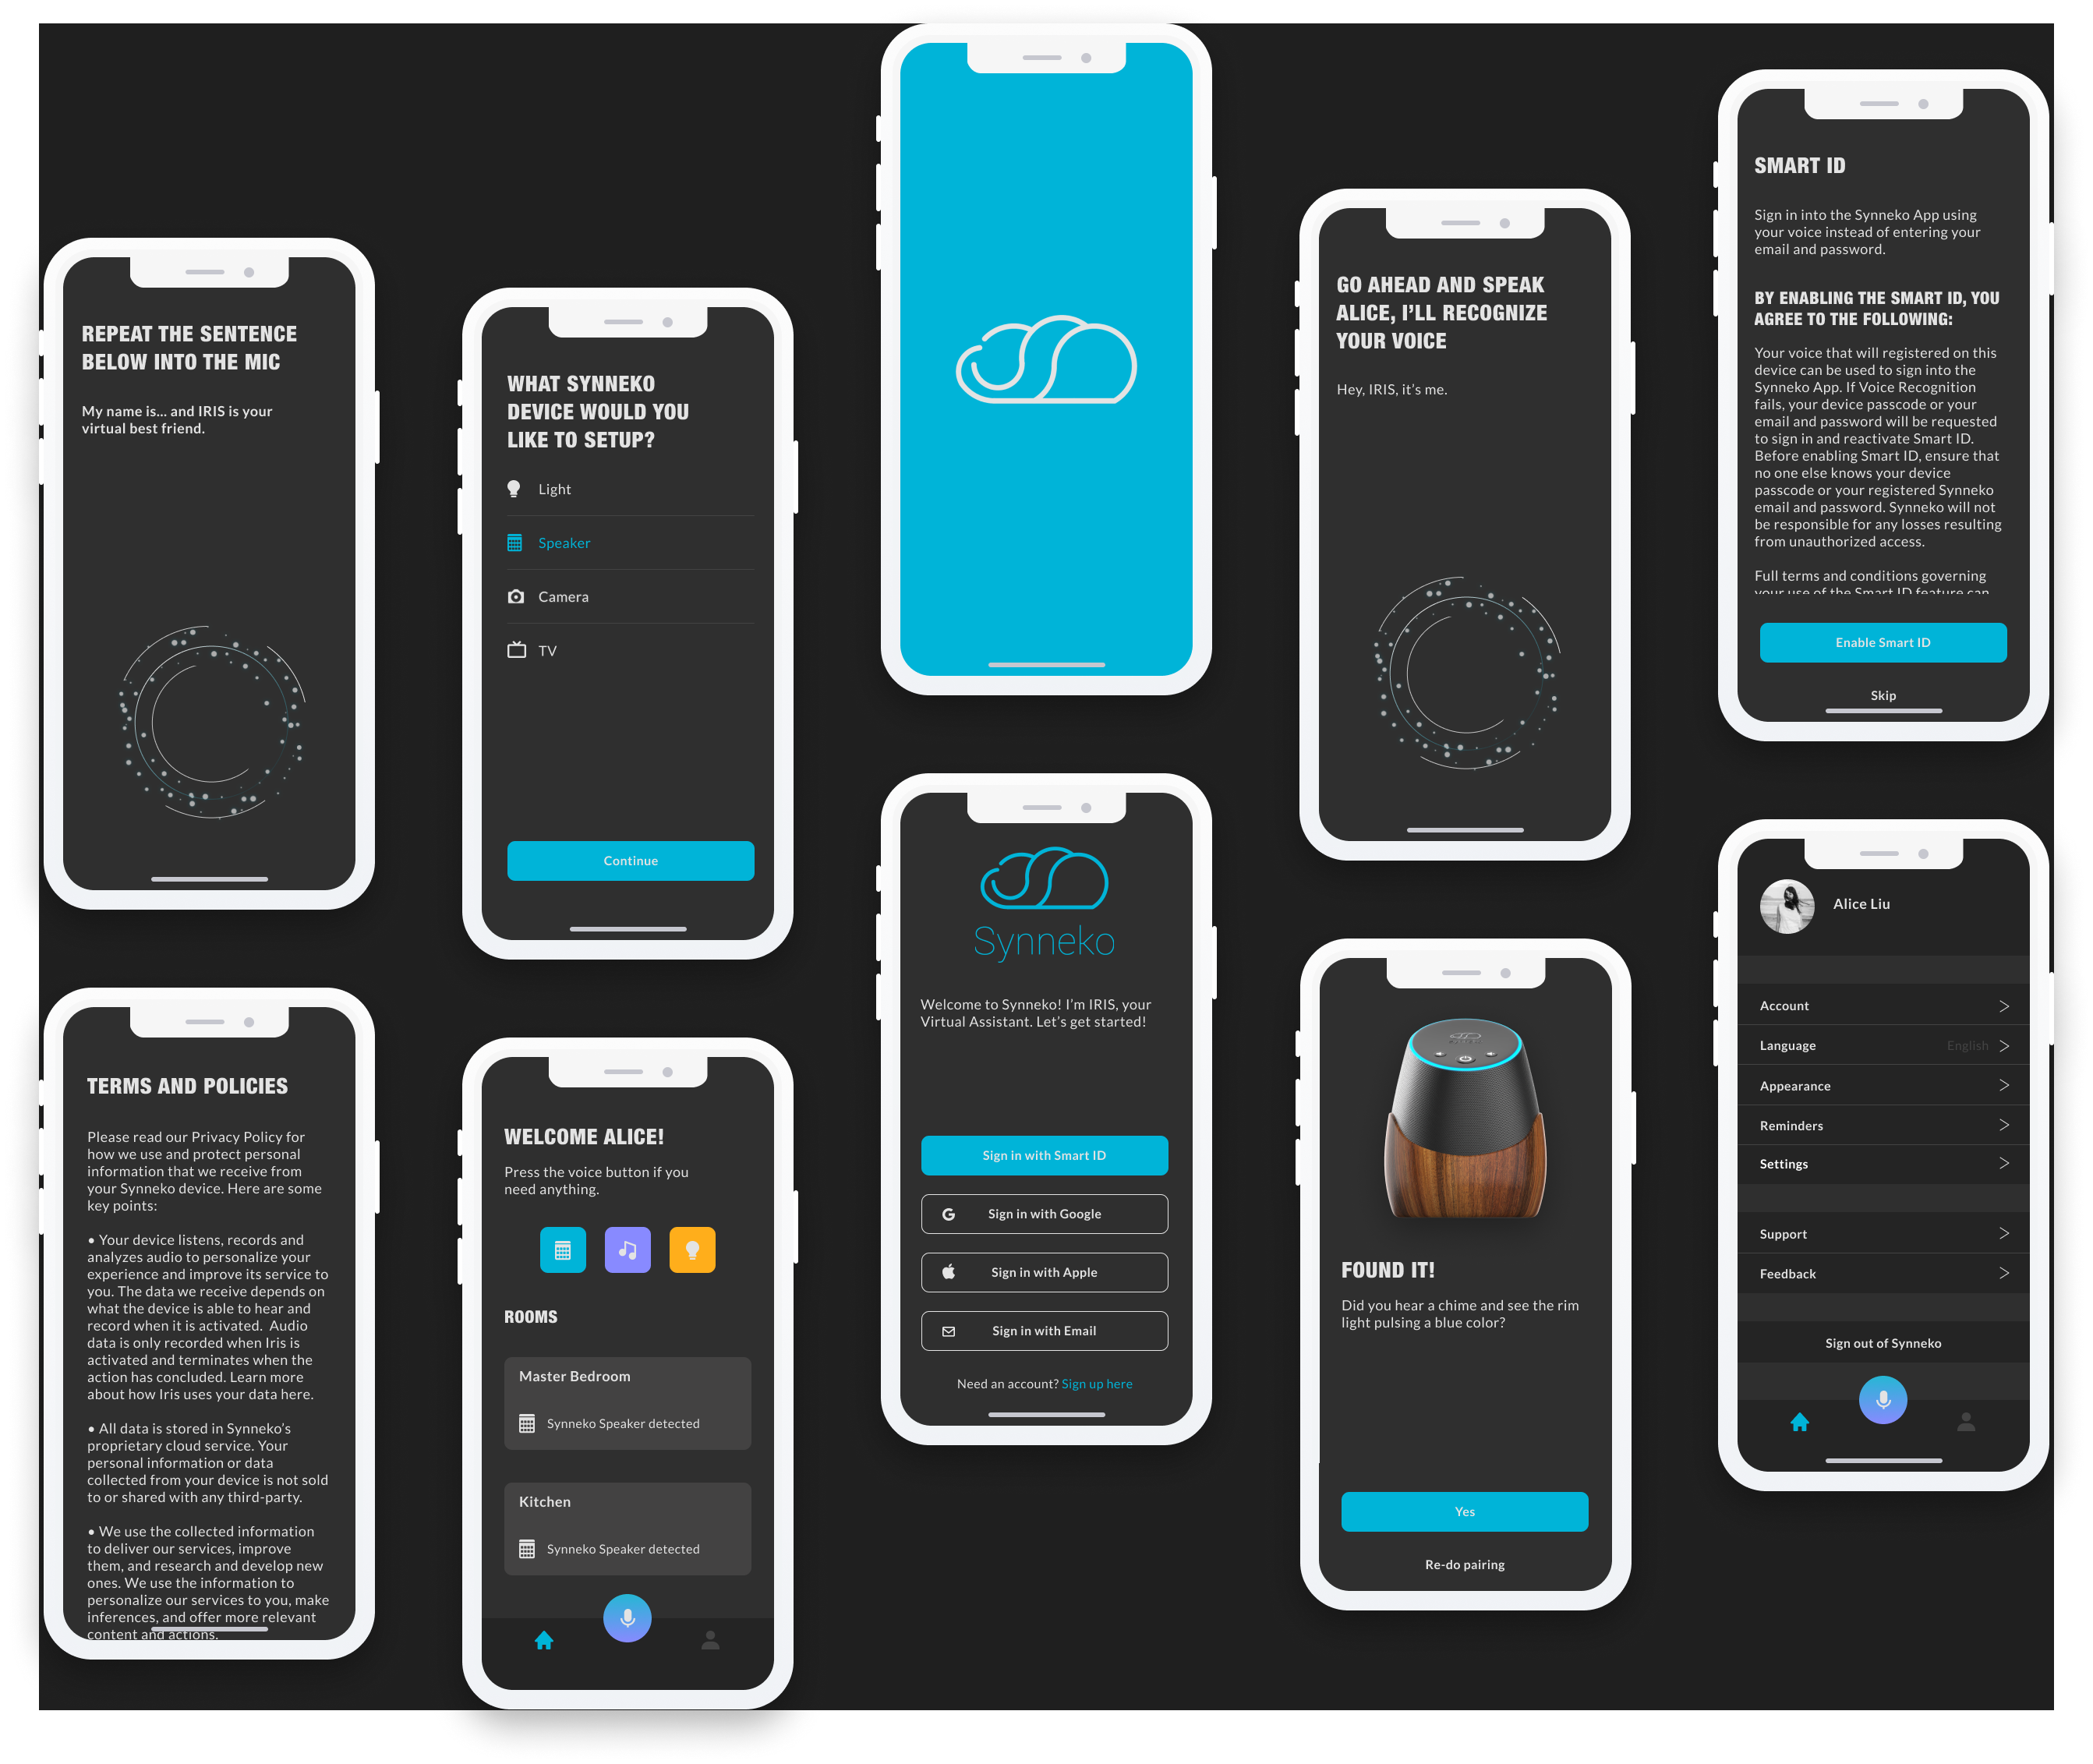 REPEAT THE SENTENCE
BELOW INTO THE MIC
My name is... and IRIS is your
virtual best friend.
TERMS AND POLICIES
Please read our Privacy Policy for
how we use and protect personal
information that we receive from
your Synneko device. Here are some
key points:
• Your device listens, records and
analyzes audio to personalize your
experience and improve its service to
you. The data we receive depends on
what the device is able to hear and
record when it is activated.  Audio
data is only recorded when Iris is
activated and terminates when the
action has concluded. Learn more
about how Iris uses your data here.
• All data is stored in Synneko's
proprietary cloud service. Your
personal information or data
collected from your device is not sold
to or shared with any third-party.
• We use the collected information
to deliver our services, improve
them, and research and develop new
ones. We use the information to
personalize our services to you, make
inferences, and offer more relevant
content and actions.
WHAT SYNNEKO
DEVICE WOULD YOU
LIKE TO SETUP?
Light
Speaker
Camera
TV
Continue
WELCOME ALICE!
Press the voice button if you
need anything.
ROOMS
Master Bedroom
Synneko Speaker detected
Kitchen
Synneko Speaker detected
Synneko
Welcome to Synneko! I'm IRIS, your
Virtual Assistant. Let's get started!
Sign in with Smart ID
Sign in with Google
Sign in with Apple
Sign in with Email
Need an account? Sign up here
GO AHEAD AND SPEAK
ALICE, I'LL RECOGNIZE
YOUR VOICE
Hey, IRIS, it's me.
FOUND IT!
Did you hear a chime and see the rim
light pulsing a blue color?
Yes
Re-do pairing
SMART ID
Sign in into the Synneko App using
your voice instead of entering your
email and password.
BY ENABLING THE SMART ID, YOU
AGREE TO THE FOLLOWING:
Your voice that will registered on this
device can be used to sign into the
Synneko App. If Voice Recognition
fails, your device passcode or your
email and password will be requested
to sign in and reactivate Smart ID.
Before enabling Smart ID, ensure that
no one else knows your device
passcode or your registered Synneko
email and password. Synneko will not
be responsible for any losses resulting
from unauthorized access.
Full terms and conditions governing
your use of the Smart ID feature can
Enable Smart ID
Skip
Alice Liu
Account
Language English
Appearance
Reminders
Settings
Support
Feedback
Sign out of Synneko